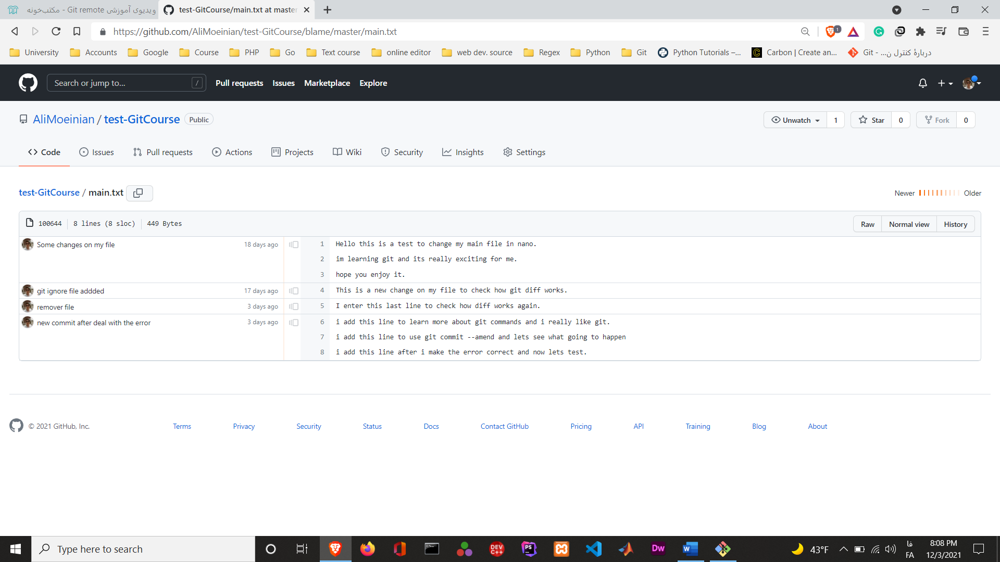 ویدیوی آموزشی Git remote - مکتب‌خونه
test-GitCourse/main.txt at master
https://github.com/AliMoeinian/test-GitCourse/blame/master/main.txt
1
University Accounts Google Course PHP Go Text course online editor web dev. source Regex Python Git Python Tutorials –... Carbon | Create an... Git - ...دربارهٔ کنترل ن
Search or jump to... / Pull requests Issues Marketplace Explore
AliMoeinian / test-GitCourse Public
Unwatch 1 Star 0 Fork 0
Code Issues Pull requests Actions Projects Wiki Security Insights Settings
test-GitCourse / main.txt
Newer Older
100644 8 lines (8 sloc) 449 Bytes
Raw Normal view History
Some changes on my file 18 days ago 1 Hello this is a test to change my main file in nano.
2 im learning git and its really exciting for me.
3 hope you enjoy it.
git ignore file addded 17 days ago 4 This is a new change on my file to check how git diff works.
remover file 3 days ago 5 I enter this last line to check how diff works again.
new commit after deal with the error 3 days ago 6 i add this line to learn more about git commands and i really like git.
7 i add this line to use git commit --amend and lets see what going to happen
8 i add this line after i make the error correct and now lets test.
© 2021 GitHub, Inc. Terms Privacy Security Status Docs Contact GitHub Pricing API Training Blog About
Type here to search
DEV C++
PS
Dw
W
43°F
فا
FA
8:08 PM
12/3/2021